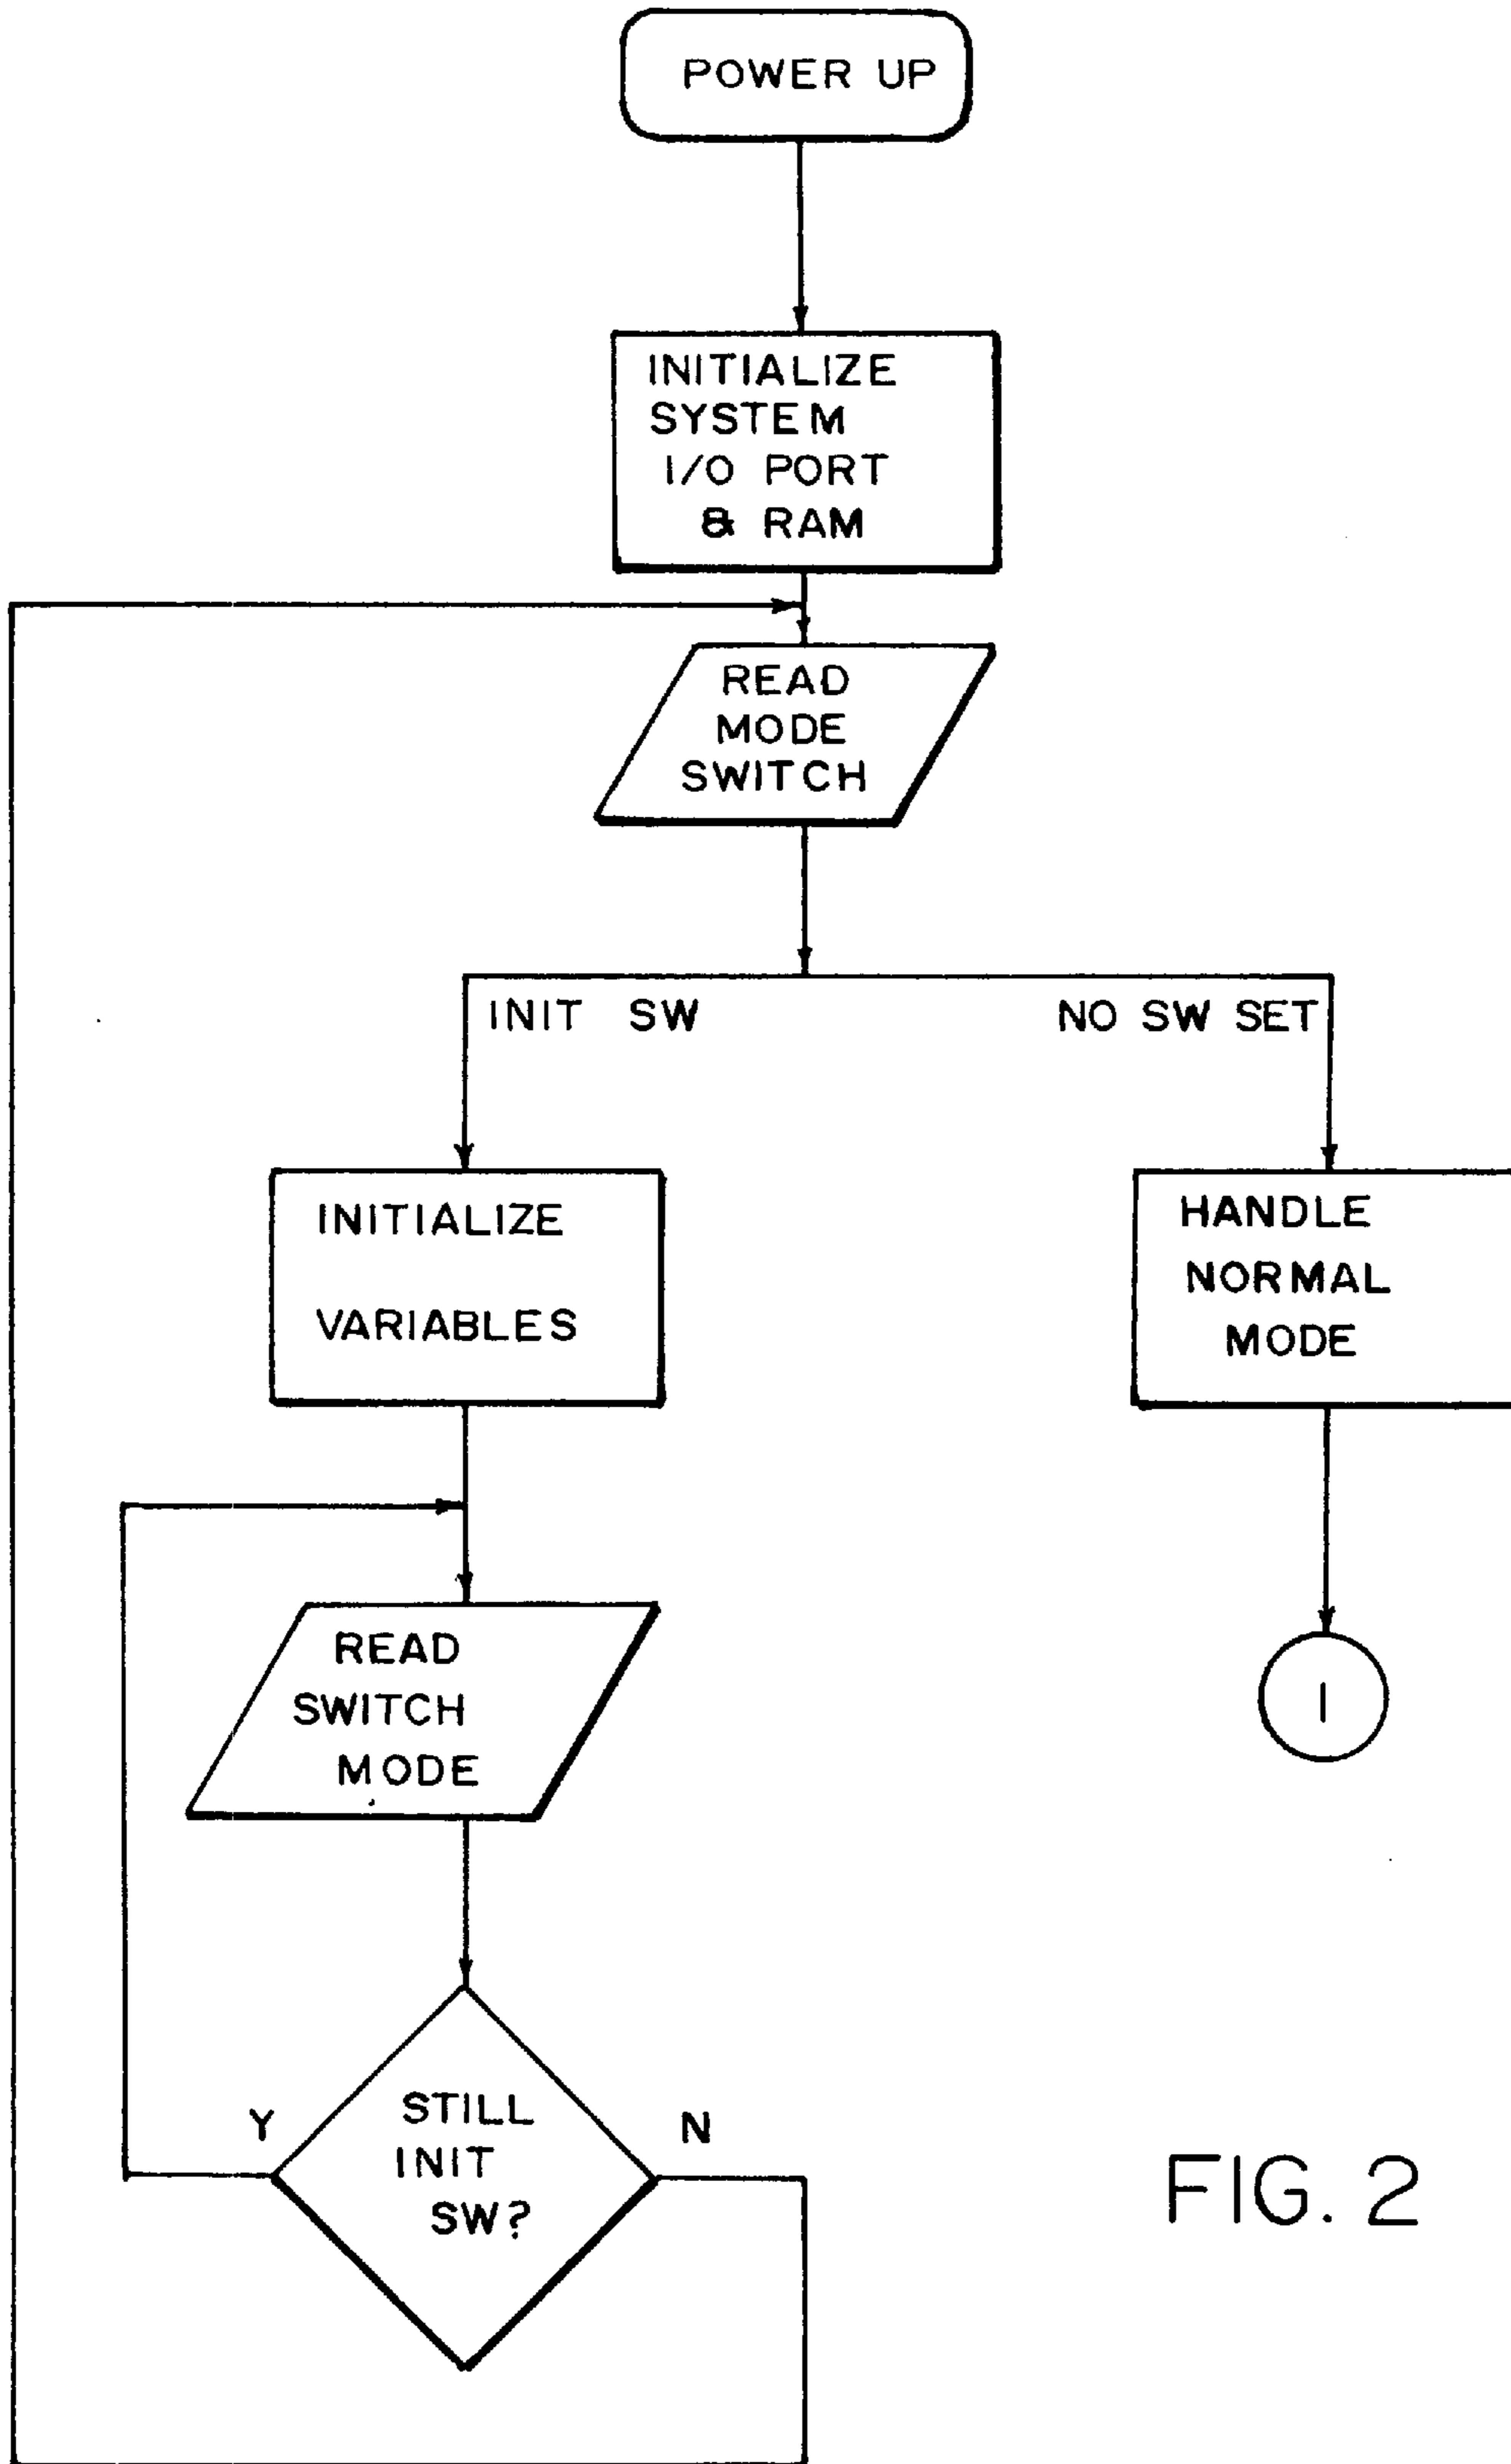 POWER UP
INITIALIZE
SYSTEM
I/O PORT
& RAM
READ
MODE
SWITCH
INIT SW
NO SW SET
INITIALIZE
VARIABLES
HANDLE
NORMAL
MODE
READ
SWITCH
MODE
1
STILL
INIT
SW?
Y
N
FIG. 2